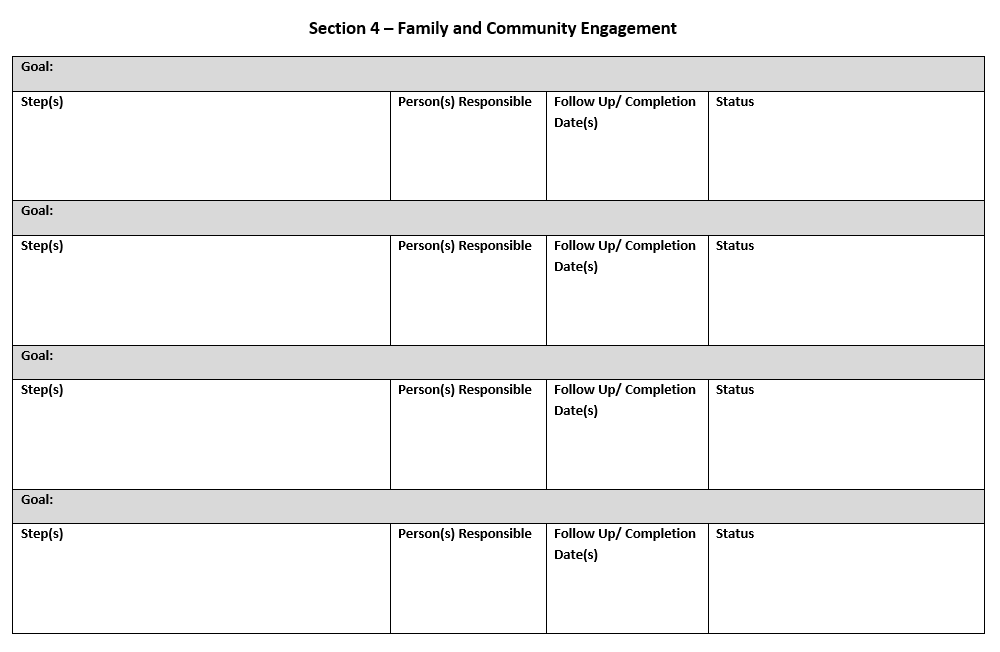 Section 4 – Family and Community Engagement
Goal:
Step(s)
Person(s) Responsible
Follow Up/ Completion
Date(s)
Status
Goal:
Step(s)
Person(s) Responsible
Follow Up/ Completion
Date(s)
Status
Goal:
Step(s)
Person(s) Responsible
Follow Up/ Completion
Date(s)
Status
Goal:
Step(s)
Person(s) Responsible
Follow Up/ Completion
Date(s)
Status